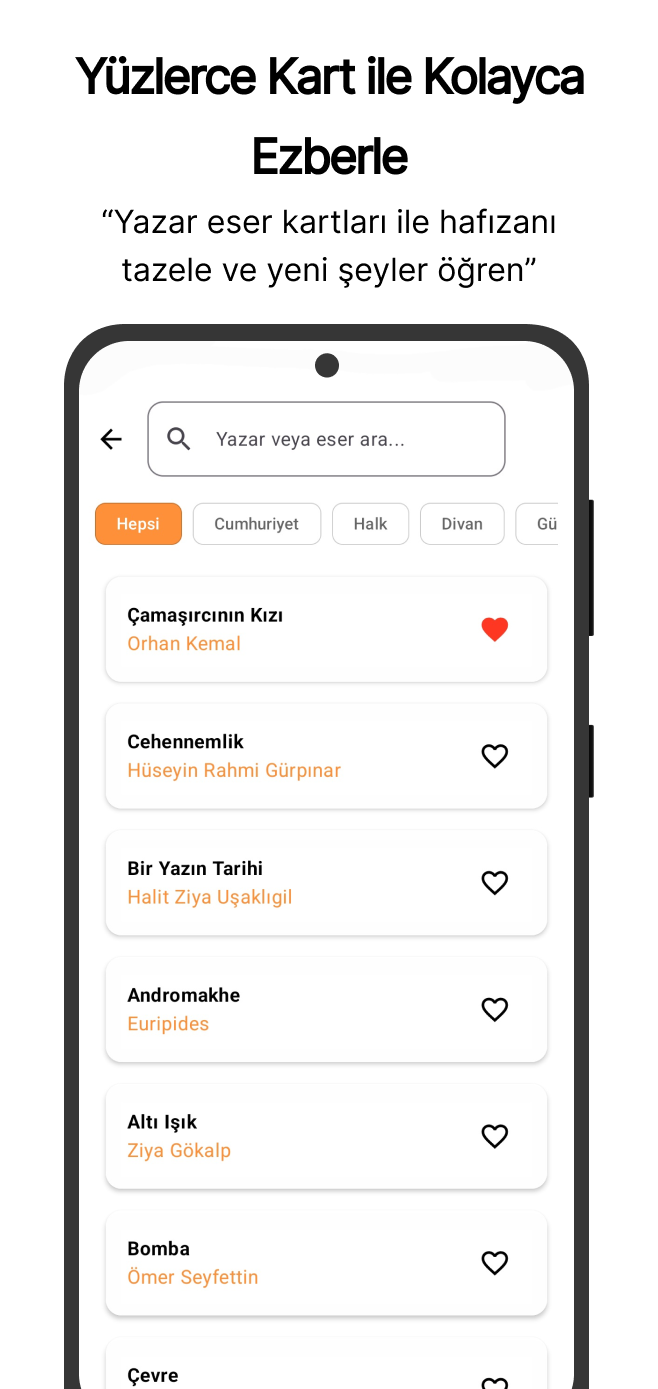 Yüzlerce Kart ile Kolayca
Ezberle
“Yazar eser kartları ile hafızanı
tazele ve yeni şeyler öğren”
Yazar veya eser ara...
Hepsi Cumhuriyet Halk Divan Gü
Çamaşırcının Kızı
Orhan Kemal
Cehennemlik
Hüseyin Rahmi Gürpınar
Bir Yazın Tarihi
Halit Ziya Uşaklıgil
Andromakhe
Euripides
Altı Işık
Ziya Gökalp
Bomba
Ömer Seyfettin
Çevre